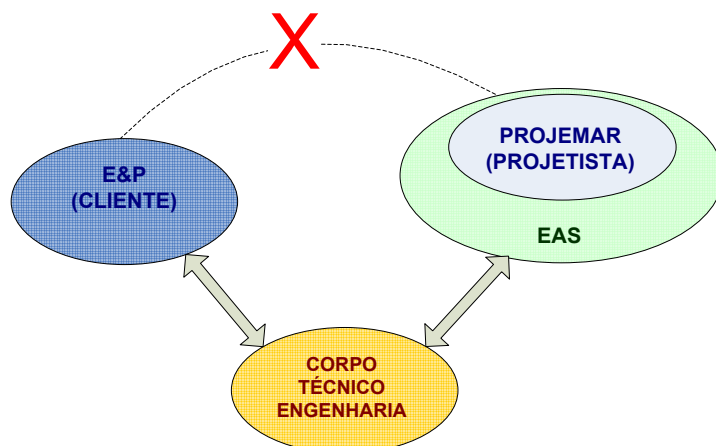 X
PROJEMAR
(PROJETISTA)
E&P
(CLIENTE)
EAS
CORPO
TÉCNICO
ENGENHARIA